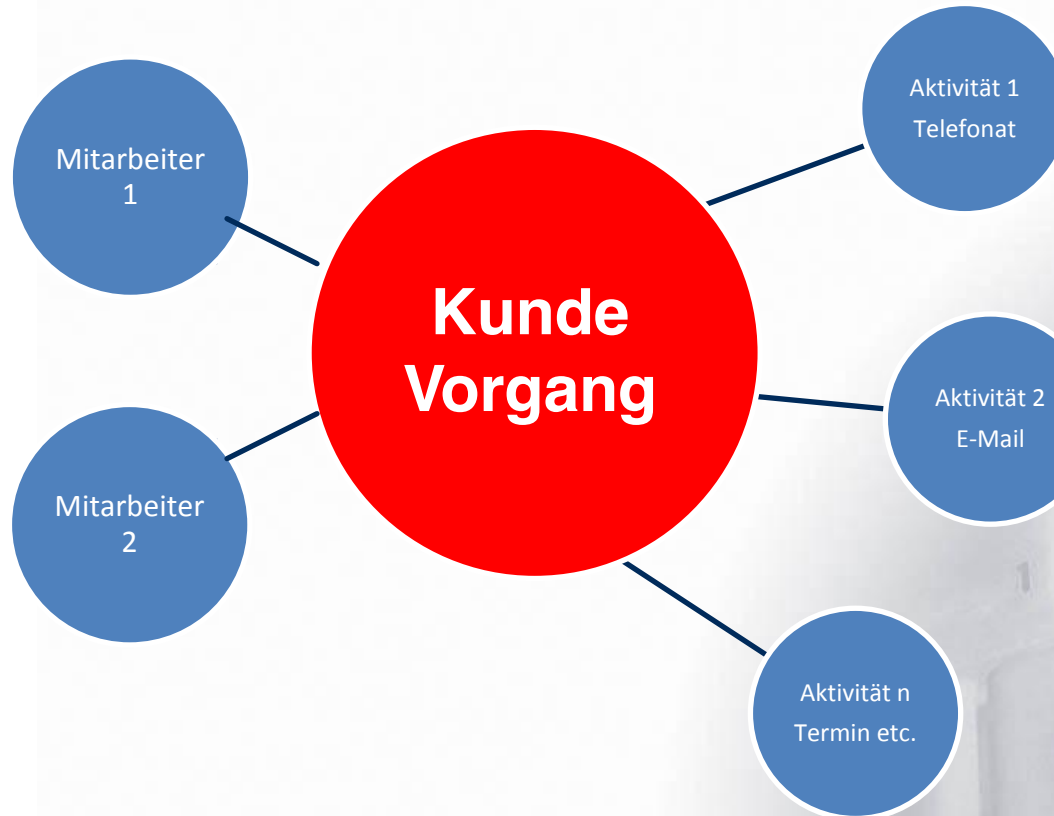 Mitarbeiter
1
Mitarbeiter
2
Kunde
Vorgang
Aktivität 1
Telefonat
Aktivität 2
E-Mail
Aktivität n
Termin etc.